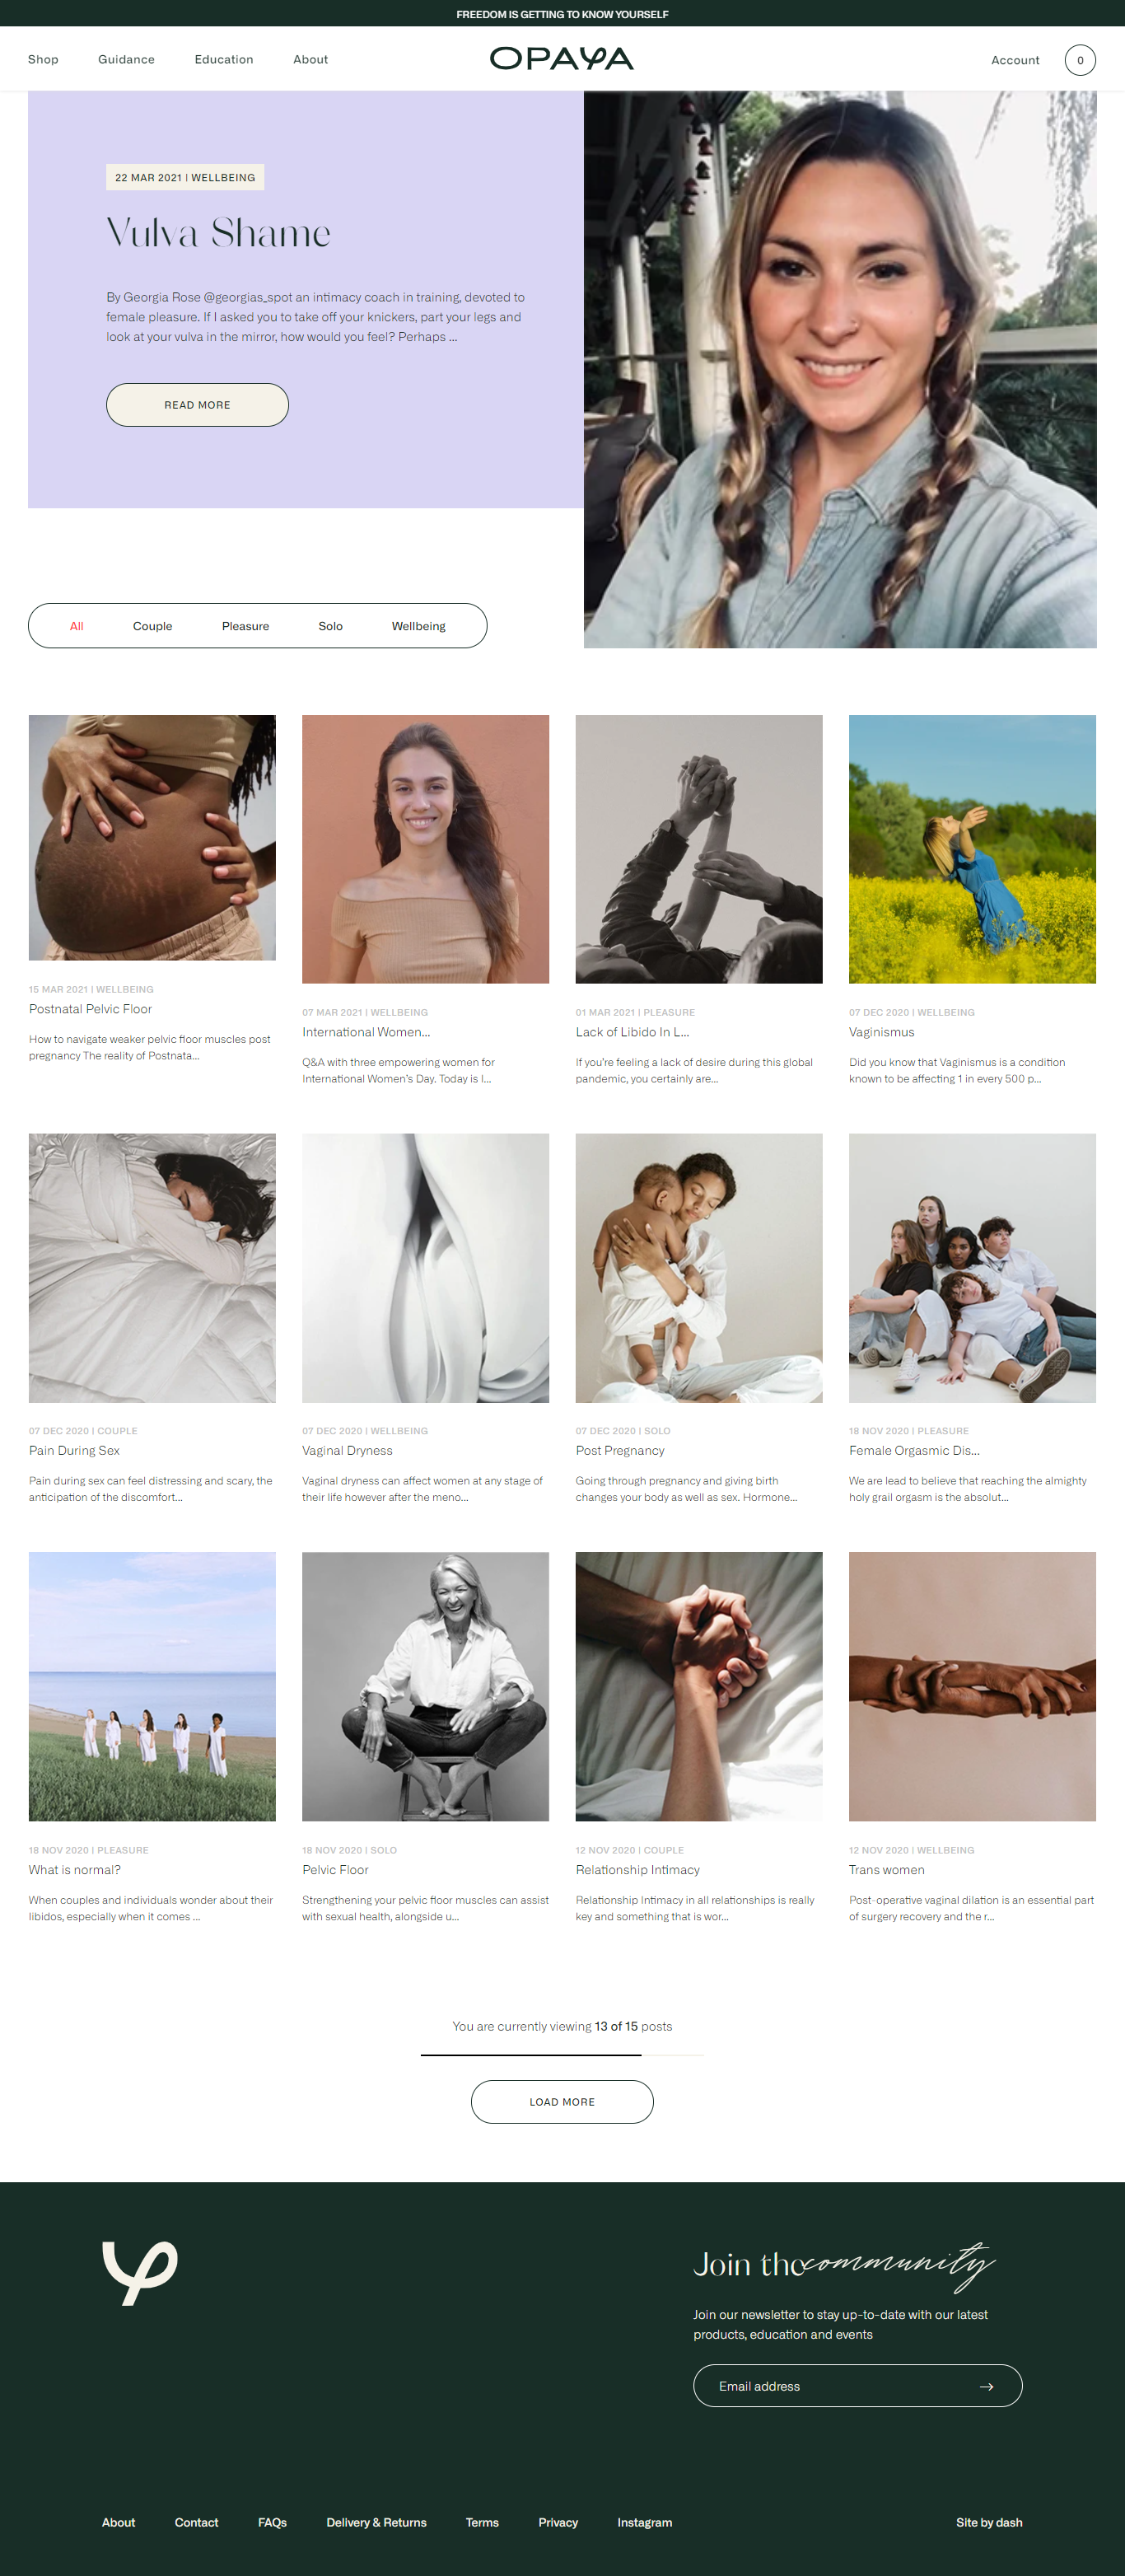 FREEDOM IS GETTING TO KNOW YOURSELF
Shop
Guidance
Education
About
OPAYA
Account
0
22 MAR 2021 | WELLBEING
Vulva Shame
By Georgia Rose @georgias_spot an intimacy coach in training, devoted to
female pleasure. If I asked you to take off your knickers, part your legs and
look at your vulva in the mirror, how would you feel? Perhaps ...
READ MORE
All
Couple
Pleasure
Solo
Wellbeing
15 MAR 2021 | WELLBEING
Postnatal Pelvic Floor
How to navigate weaker pelvic floor muscles post
pregnancy The reality of Postnata...
07 MAR 2021 | WELLBEING
International Women...
Q&A with three empowering women for
International Women's Day. Today is I...
01 MAR 2021 | PLEASURE
Lack of Libido In L...
If you're feeling a lack of desire during this global
pandemic, you certainly are...
07 DEC 2020 | WELLBEING
Vaginismus
Did you know that Vaginismus is a condition
known to be affecting 1 in every 500 p...
07 DEC 2020 | COUPLE
Pain During Sex
Pain during sex can feel distressing and scary, the
anticipation of the discomfort...
07 DEC 2020 | WELLBEING
Vaginal Dryness
Vaginal dryness can affect women at any stage of
their life however after the meno...
07 DEC 2020 | SOLO
Post Pregnancy
Going through pregnancy and giving birth
changes your body as well as sex. Hormone...
18 NOV 2020 | PLEASURE
Female Orgasmic Dis...
We are lead to believe that reaching the almighty
holy grail orgasm is the absolut...
18 NOV 2020 | PLEASURE
What is normal?
When couples and individuals wonder about their
libidos, especially when it comes ...
18 NOV 2020 | SOLO
Pelvic Floor
Strengthening your pelvic floor muscles can assist
with sexual health, alongside u...
12 NOV 2020 | COUPLE
Relationship Intimacy
Relationship Intimacy in all relationships is really
key and something that is wor...
12 NOV 2020 | WELLBEING
Trans women
Post-operative vaginal dilation is an essential part
of surgery recovery and the r...
You are currently viewing 13 of 15 posts
LOAD MORE
Join the community
Join our newsletter to stay up-to-date with our latest
products, education and events
Email address
About
Contact
FAQs
Delivery & Returns
Terms
Privacy
Instagram
Site by dash